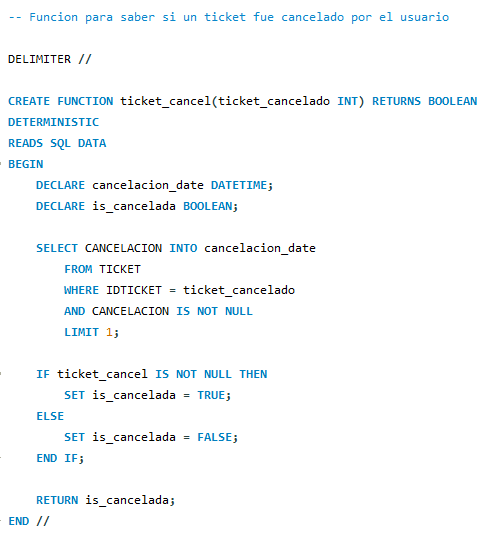 -- Funcion para saber si un ticket fue cancelado por el usuario
DELIMITER //
CREATE FUNCTION ticket_cancel(ticket_cancelado INT) RETURNS BOOLEAN
DETERMINISTIC
READS SQL DATA
BEGIN
DECLARE cancelacion_date DATETIME;
DECLARE is_cancelada BOOLEAN;
SELECT CANCELACION INTO cancelacion_date
FROM TICKET
WHERE IDTICKET = ticket_cancelado
AND CANCELACION IS NOT NULL
LIMIT 1;
IF ticket_cancel IS NOT NULL THEN
SET is_cancelada = TRUE;
ELSE
SET is_cancelada = FALSE;
END IF;
RETURN is_cancelada;
END //